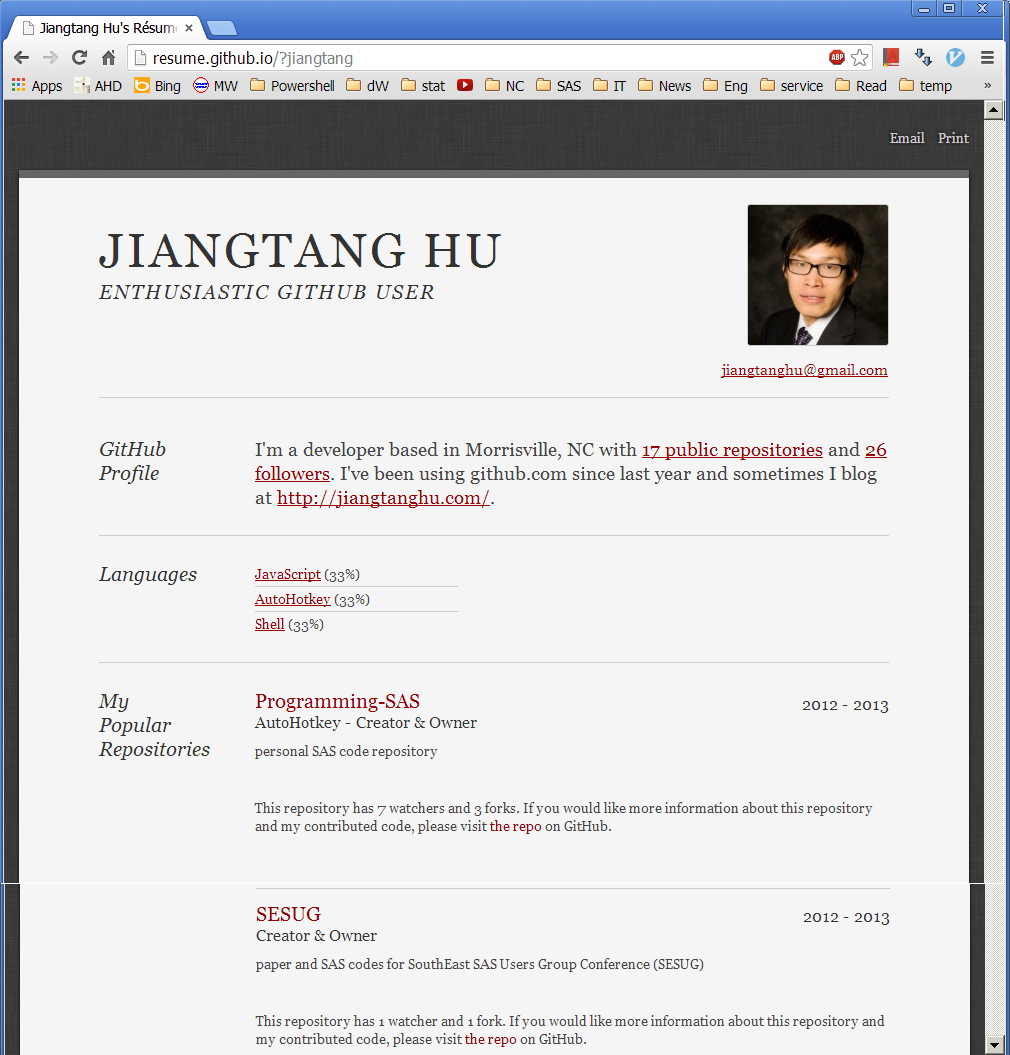 Jiangtang Hu's Résum
resume.github.io/?jiangtang
ABP
Apps AHD Bing MW Powershell dW stat NC SAS IT News Eng service Read temp »
Email Print
JIANGTANG HU
ENTHUSIASTIC GITHUB USER
jiangtanghu@gmail.com
GitHub Profile
I'm a developer based in Morrisville, NC with 17 public repositories and 26
followers. I've been using github.com since last year and sometimes I blog
at http://jiangtanghu.com/.
Languages
JavaScript (33%)
AutoHotkey (33%)
Shell (33%)
My
Popular
Repositories
Programming-SAS 2012 - 2013
AutoHotkey - Creator & Owner
personal SAS code repository
This repository has 7 watchers and 3 forks. If you would like more information about this repository
and my contributed code, please visit the repo on GitHub.
SESUG 2012 - 2013
Creator & Owner
paper and SAS codes for SouthEast SAS Users Group Conference (SESUG)
This repository has 1 watcher and 1 fork. If you would like more information about this repository and
my contributed code, please visit the repo on GitHub.